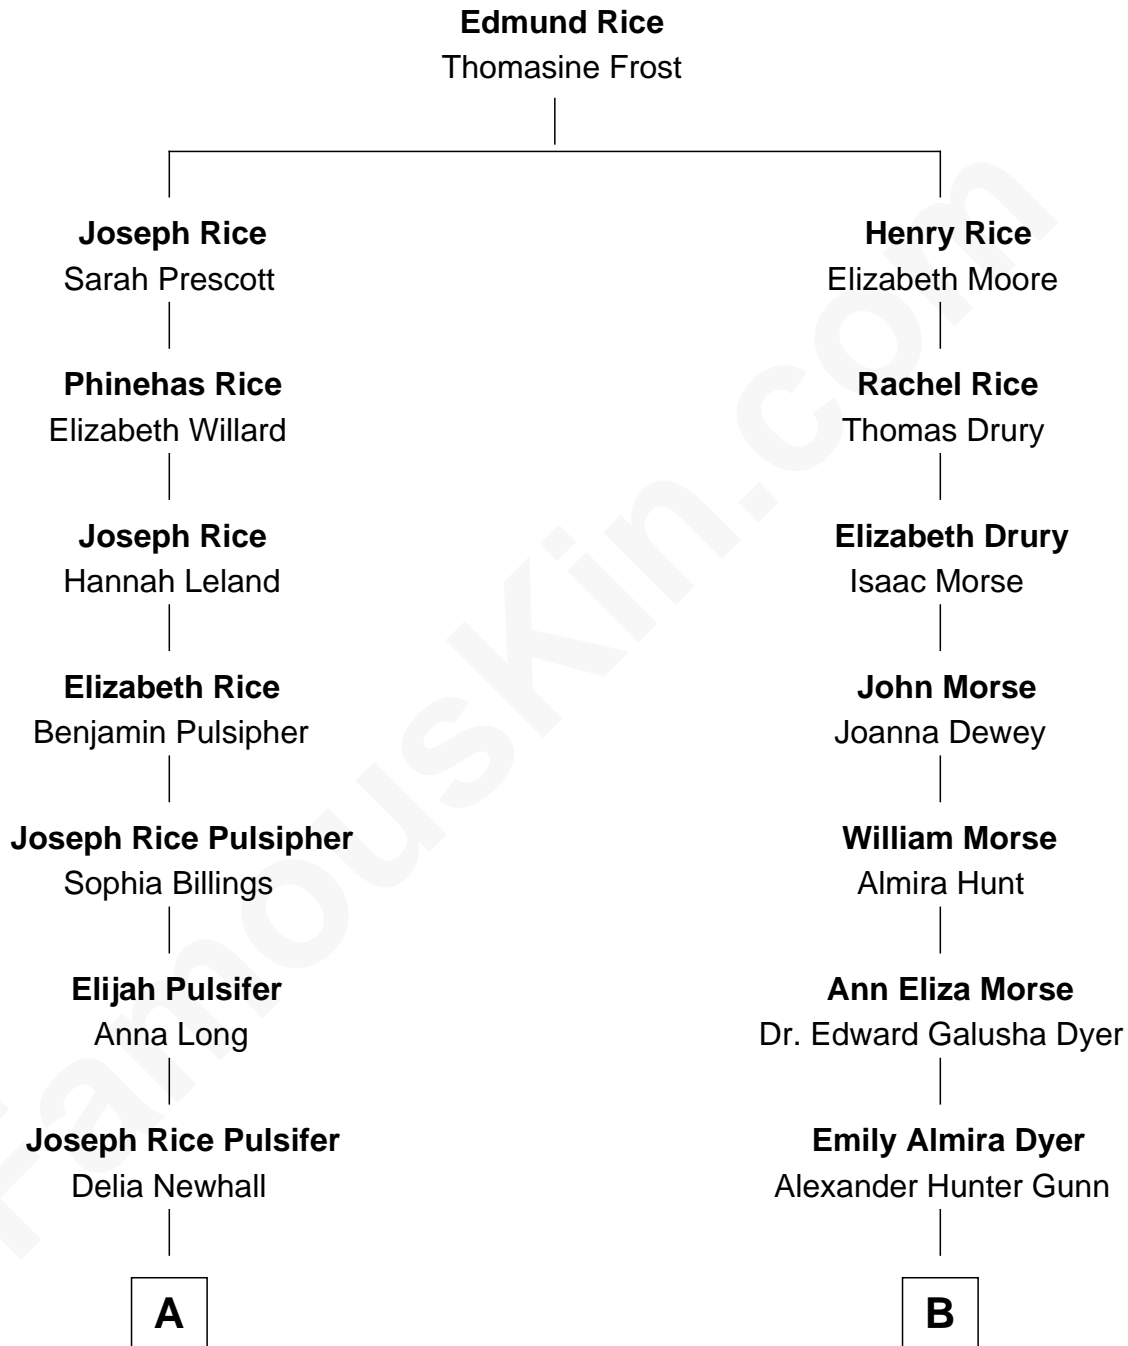 Edmund Rice
Thomasine Frost
Joseph Rice
Sarah Prescott
Henry Rice
Elizabeth Moore
Phinehas Rice
Elizabeth Willard
Rachel Rice
Thomas Drury
Joseph Rice
Hannah Leland
Elizabeth Drury
Isaac Morse
Elizabeth Rice
Benjamin Pulsipher
John Morse
Joanna Dewey
Joseph Rice Pulsipher
Sophia Billings
William Morse
Almira Hunt
Elijah Pulsifer
Anna Long
Ann Eliza Morse
Dr. Edward Galusha Dyer
Joseph Rice Pulsifer
Delia Newhall
Emily Almira Dyer
Alexander Hunter Gunn
A
B
FamousKin.com